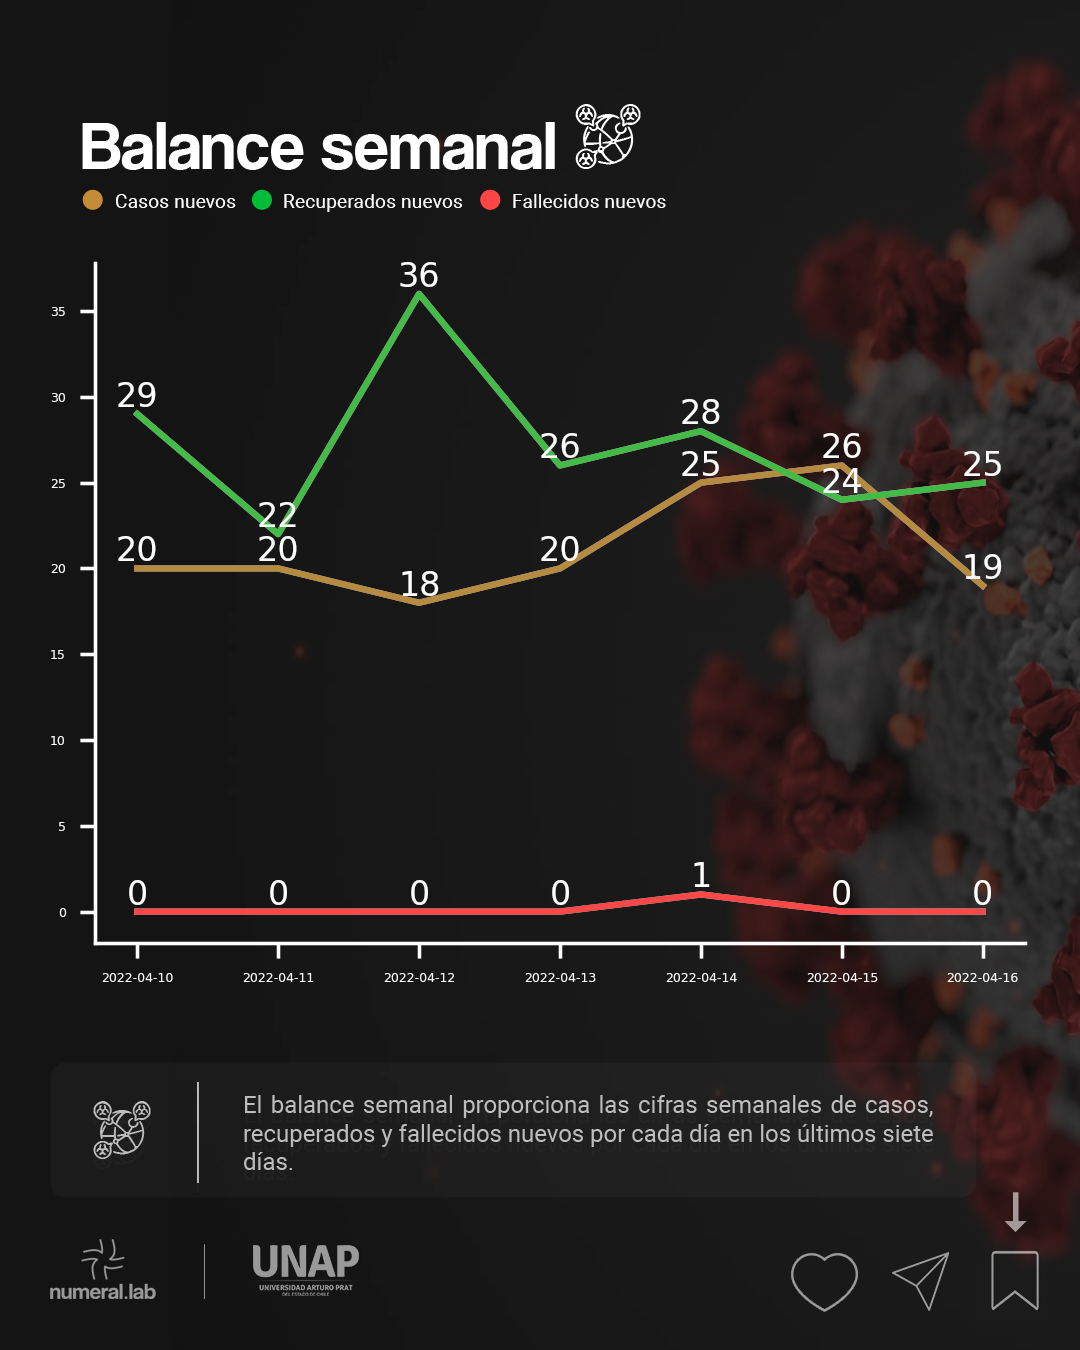 Balance semanal
Casos nuevos Recuperados nuevos Fallecidos nuevos
36
35
30
29
28
26
26
25
25
25
24
22
20
20
20
20
19
18
15
10
5
1
0 0 0 0 0 0
0
2022-04-10 2022-04-11 2022-04-12 2022-04-13 2022-04-14 2022-04-15 2022-04-16
El balance semanal proporciona las cifras semanales de casos,
recuperados y fallecidos nuevos por cada día en los últimos siete
días.
numeral.lab
UNAP
UNIVERSIDAD ARTURO PRAT
DEL ESTADO DE CHILE